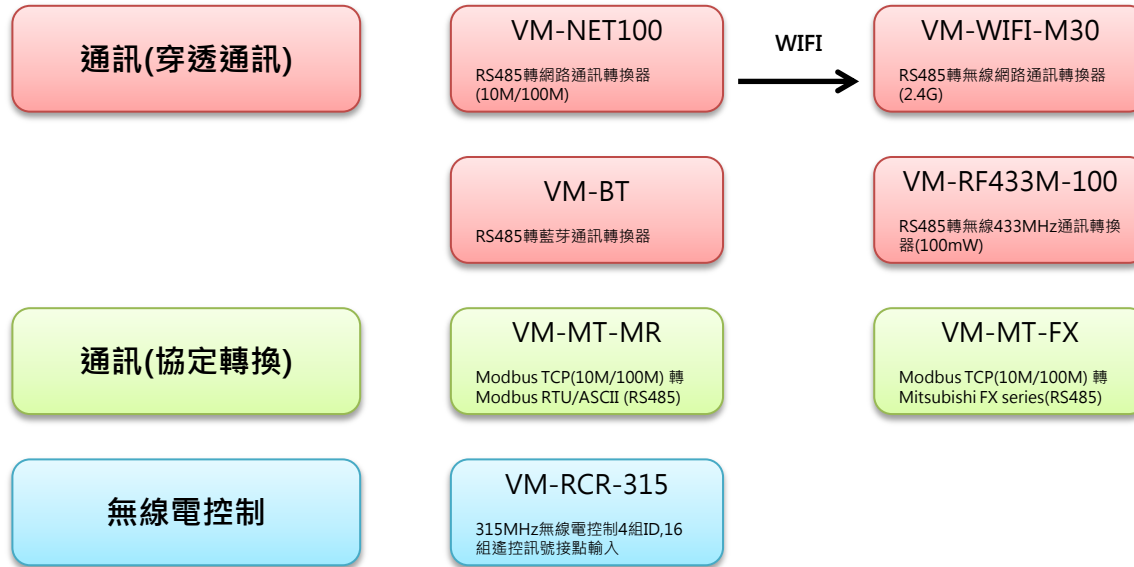 通訊(穿透通訊)
VM-NET100
RS485轉網路通訊轉換器
(10M/100M)
WIFI
VM-WIFI-M30
RS485轉無線網路通訊轉換器
(2.4G)
VM-BT
RS485轉藍芽通訊轉換器
VM-RF433M-100
RS485轉無線433MHz通訊轉換
器(100mW)
通訊(協定轉換)
VM-MT-MR
Modbus TCP(10M/100M) 轉
Modbus RTU/ASCII (RS485)
VM-MT-FX
Modbus TCP(10M/100M) 轉
Mitsubishi FX series(RS485)
無線電控制
VM-RCR-315
315MHz無線電控制4組ID,16
組遙控訊號接點輸入